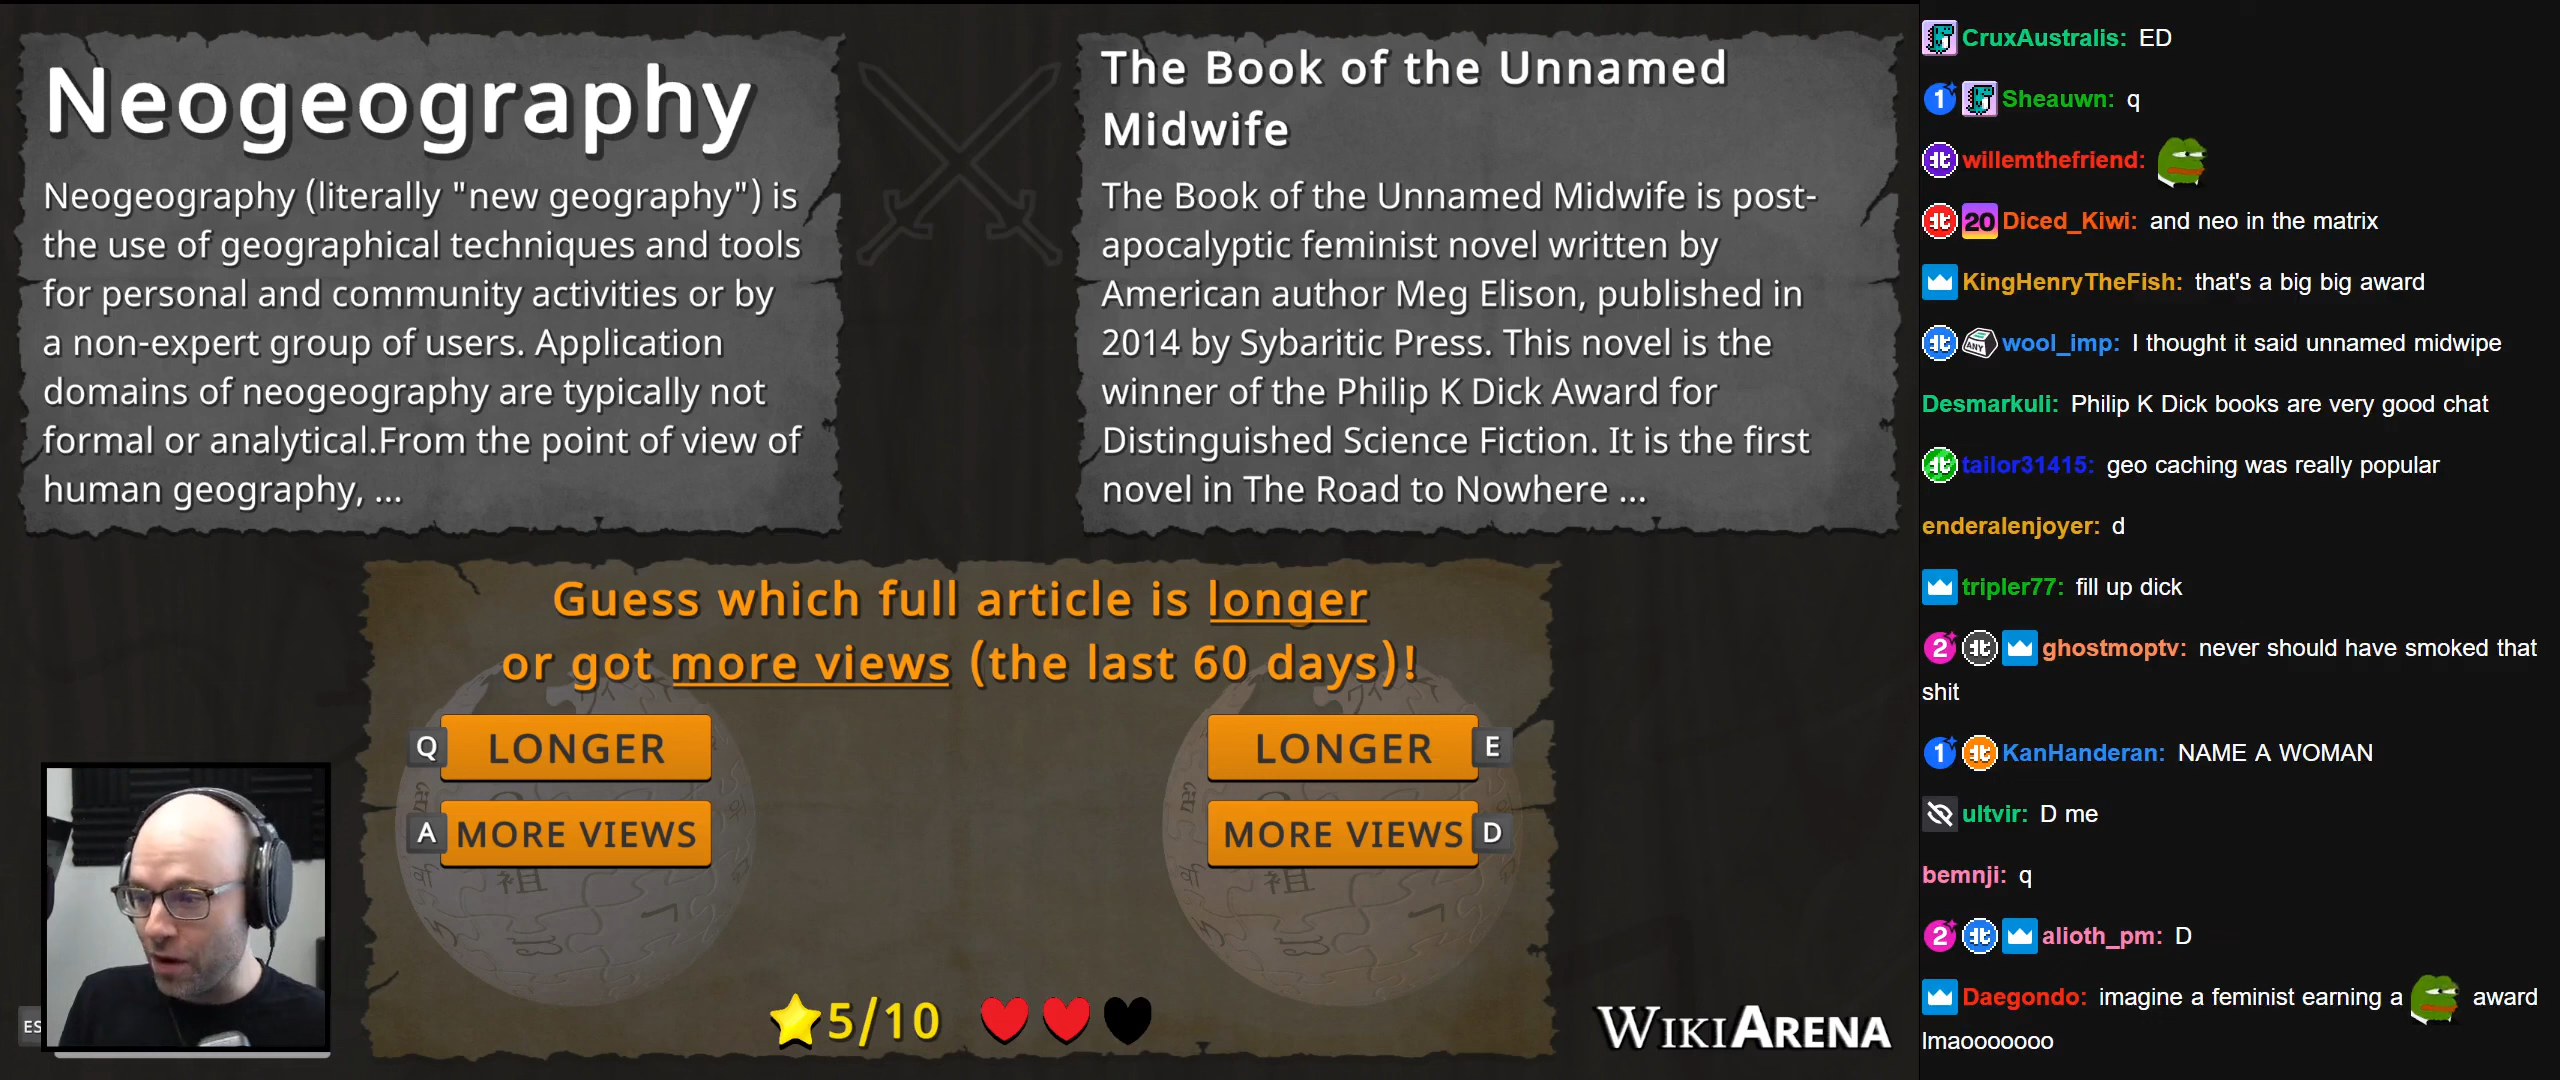 Neogeography
Neogeography (literally "new geography") is
the use of geographical techniques and tools
for personal and community activities or by
a non-expert group of users. Application
domains of neogeography are typically not
formal or analytical.From the point of view of
human geography, ...
The Book of the Unnamed
Midwife
The Book of the Unnamed Midwife is post-
apocalyptic feminist novel written by
American author Meg Elison, published in
2014 by Sybaritic Press. This novel is the
winner of the Philip K Dick Award for
Distinguished Science Fiction. It is the first
novel in The Road to Nowhere ...
Guess which full article is longer
or got more views (the last 60 days)!
Q LONGER
LONGER E
A MORE VIEWS
MORE VIEWS D
5/10
WIKIARENA
ES
CruxAustralis: ED
1 Sheauwn: q
willemthefriend:
20 Diced_Kiwi: and neo in the matrix
KingHenryTheFish: that's a big big award
ANY wool_imp: I thought it said unnamed midwipe
Desmarkuli: Philip K Dick books are very good chat
tailor31415: geo caching was really popular
enderalenjoyer: d
tripler77: fill up dick
2 ghostmoptv: never should have smoked that
shit
1 KanHanderan: NAME A WOMAN
ultvir: D me
bemnji: q
2 alioth_pm: D
Daegondo: imagine a feminist earning a award
lmaooooooo